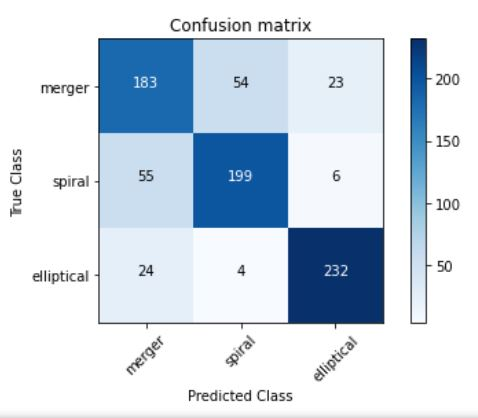 Confusion matrix
True Class
merger 183 54 23
spiral 55 199 6
elliptical 24 4 232
merger spiral elliptical
Predicted Class
200
150
100
50